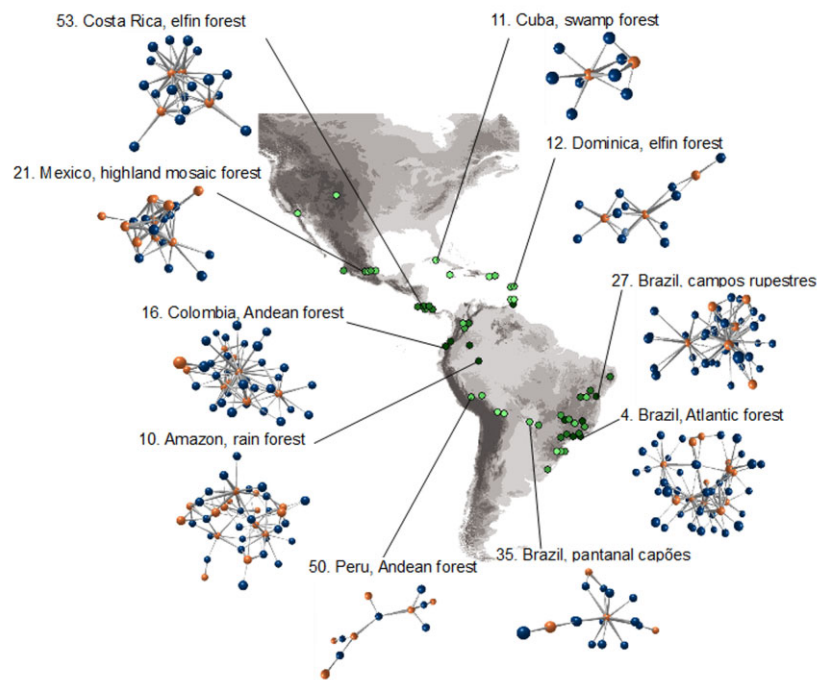 53. Costa Rica, elfin forest
11. Cuba, swamp forest
12. Dominica, elfin forest
21. Mexico, highland mosaic forest
27. Brazil, campos rupestres
16. Colombia, Andean forest
4. Brazil, Atlantic forest
10. Amazon, rain forest
35. Brazil, pantanal capões
50. Peru, Andean forest